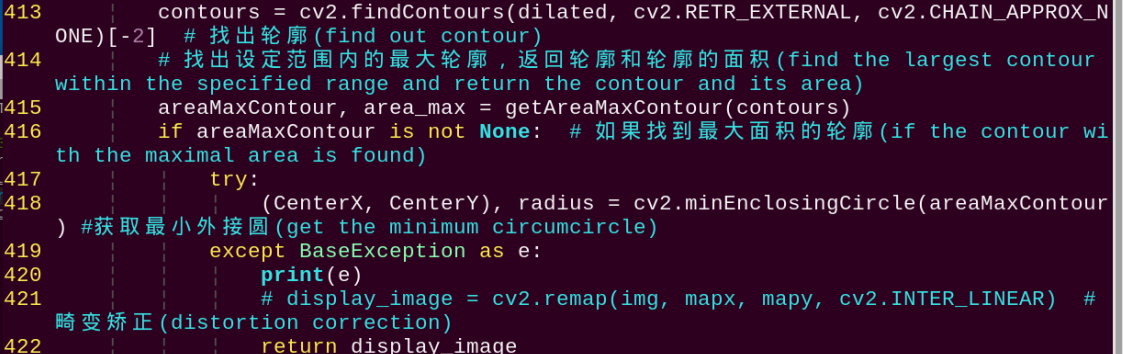 413 contours = cv2.findContours(dilated, cv2.RETR_EXTERNAL, cv2.CHAIN_APPROX_N
ONE)[-2]  # 找出轮廓(find out contour)
414 # 找出设定范围内的最大轮廓，返回轮廓和轮廓的面积(find the largest contour
within the specified range and return the contour and its area)
415 areaMaxContour, area_max = getAreaMaxContour(contours)
416 if areaMaxContour is not None:  # 如果找到最大面积的轮廓(if the contour wi
th the maximal area is found)
417 try:
418 (CenterX, CenterY), radius = cv2.minEnclosingCircle(areaMaxContour
) #获取最小外接圆(get the minimum circumcircle)
419 except BaseException as e:
420 print(e)
421 # display_image = cv2.remap(img, mapx, mapy, cv2.INTER_LINEAR)  #
畸变矫正(distortion correction)
422 return display_image